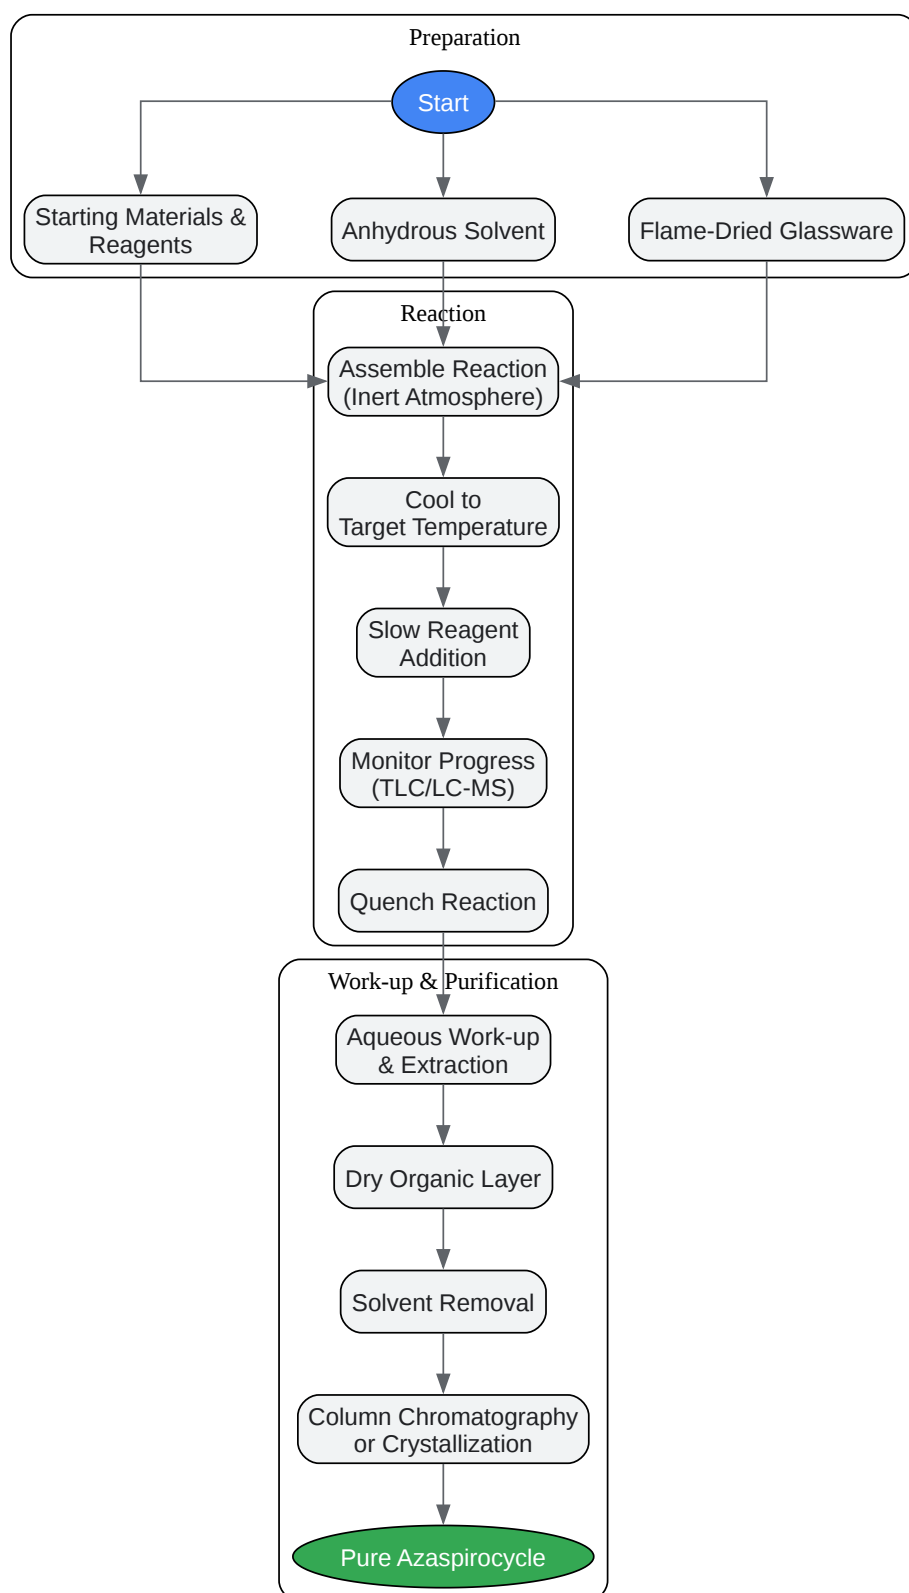 Preparation
Start
Starting Materials &
Reagents
Anhydrous Solvent
Flame-Dried Glassware
Reaction
Assemble Reaction
(Inert Atmosphere)
Cool to
Target Temperature
Slow Reagent
Addition
Monitor Progress
(TLC/LC-MS)
Quench Reaction
Work-up & Purification
Aqueous Work-up
& Extraction
Dry Organic Layer
Solvent Removal
Column Chromatography
or Crystallization
Pure Azaspirocycle